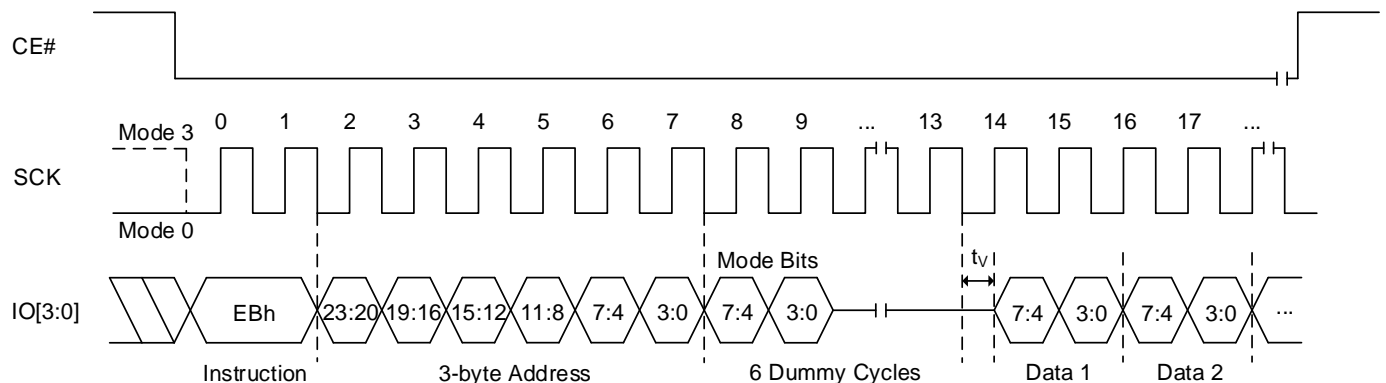 CE#
0 1 2 3 4 5 6 7 8 9 ... 13 14 15 16 17 ...
Mode 3
SCK
Mode 0
Mode Bits tV
IO[3:0] EBh 23:20 19:16 15:12 11:8 7:4 3:0 7:4 3:0 7:4 3:0 7:4 3:0 ...
Instruction 3-byte Address 6 Dummy Cycles Data 1 Data 2